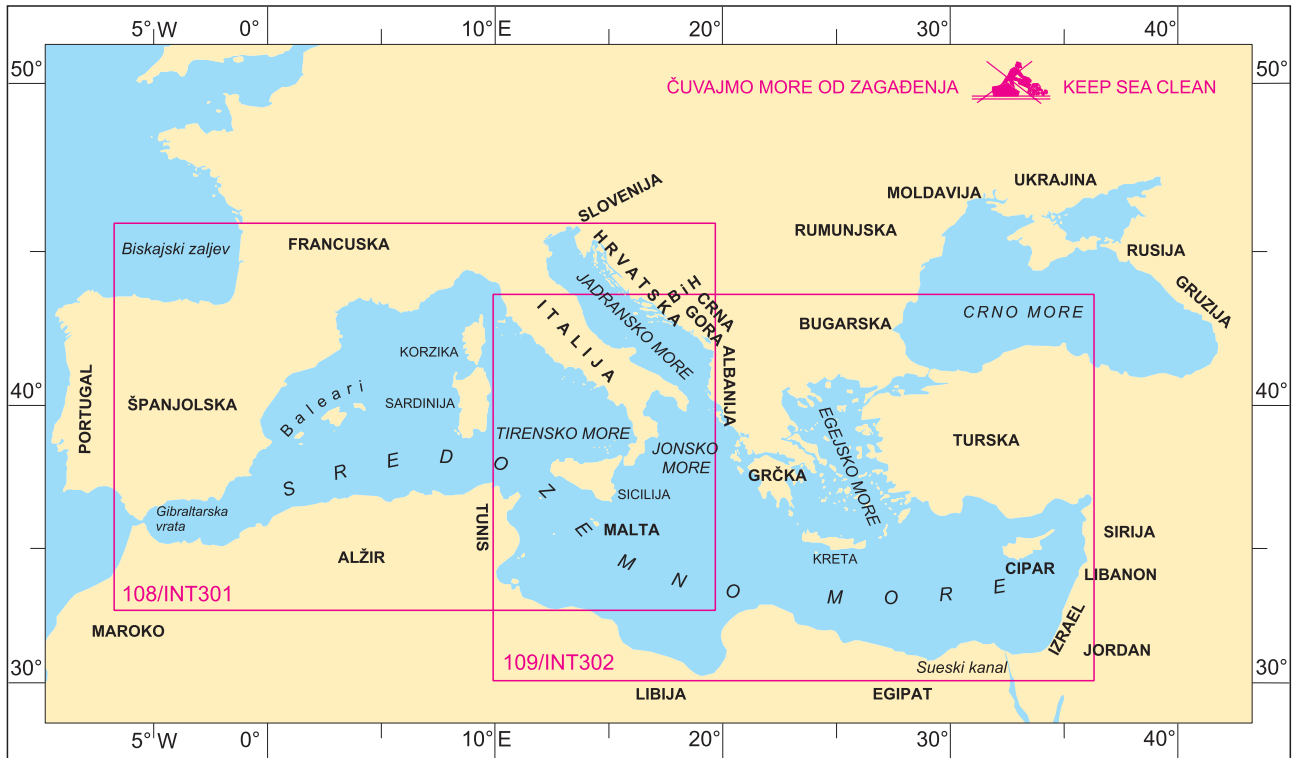 5° W 0° 10° E 20° 30° 40°
50° 50°
ČUVAJMO MORE OD ZAGAĐENJA KEEP SEA CLEAN
UKRAJINA
MOLDAVIJA
SLOVENIJA
RUMUNJSKA
Biskajski zaljev
FRANCUSKA
RUSIJA
HRVATSKA
BiH
CRNA
GORA
GRUZIJA
JADRANSKO MORE
CRNO MORE
BUGARSKA
ITALIJA
KORZIKA
ALBANIJA
40° 40°
PORTUGAL
ŠPANJOLSKA
Baleari
SARDINIJA
TIRENSKO MORE
JONSKO
MORE
EGEJSKO MORE
TURSKA
GRČKA
SREDOZEMNO MORE
SICILIJA
Gibraltarska
vrata
TUNIS
MALTA
SIRIJA
ALŽIR
KRETA
CIPAR
LIBANON
108/INT301
MAROKO
IZRAEL
JORDAN
109/INT302
Sueski kanal
30° 30°
LIBIJA
EGIPAT
5° W 0° 10° E 20° 30° 40°